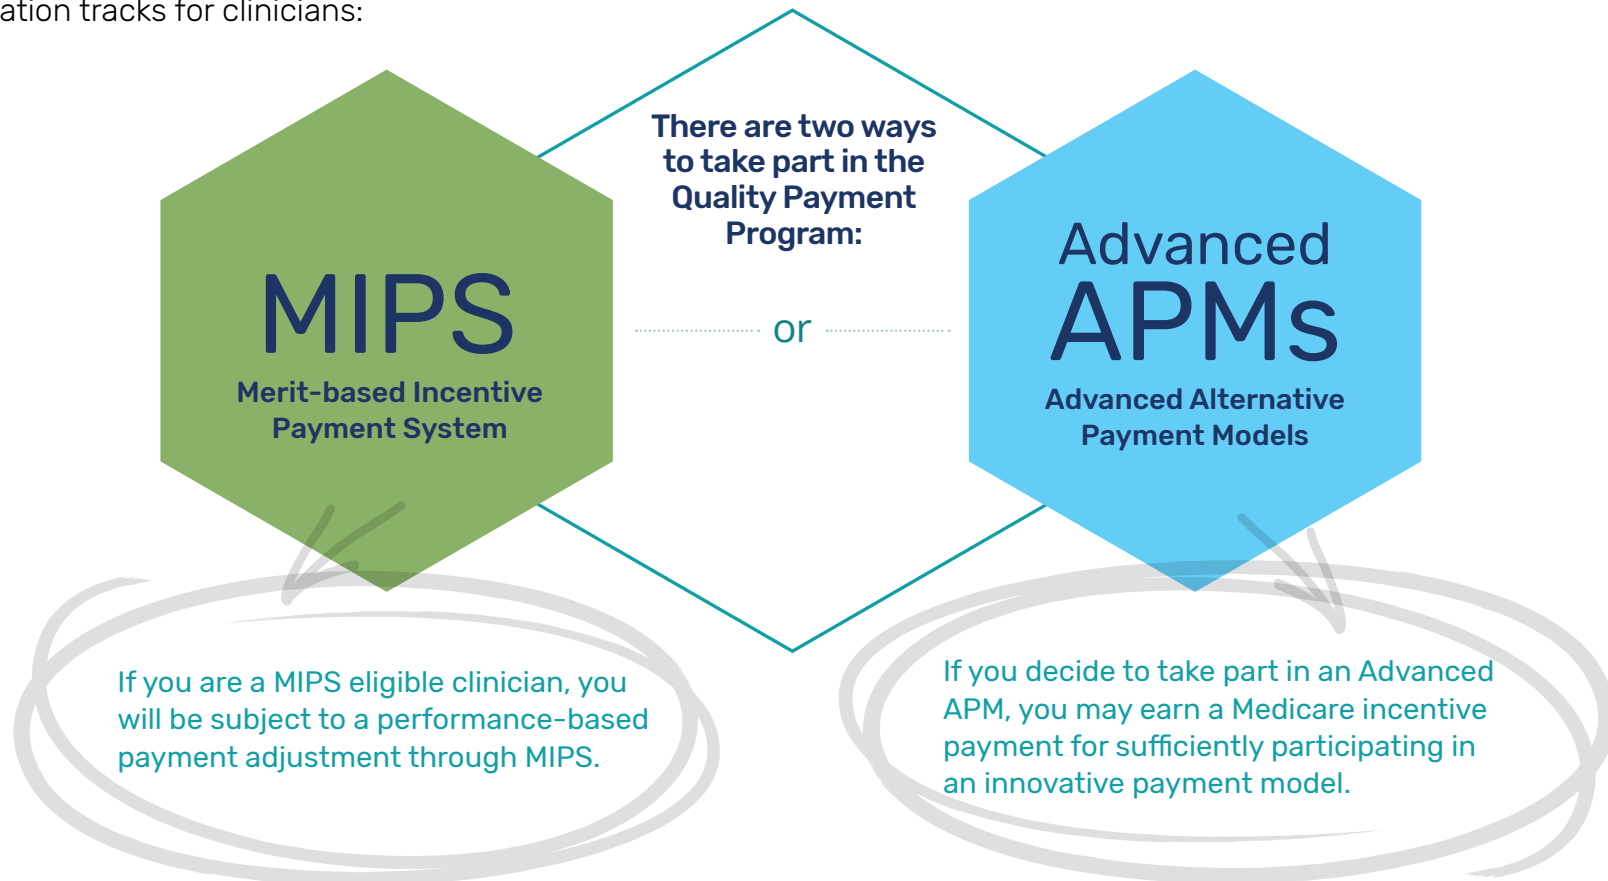 ation tracks for clinicians:
There are two ways
to take part in the
Quality Payment
Program:
MIPS
Merit-based Incentive
Payment System
or
Advanced
APMs
Advanced Alternative
Payment Models
If you are a MIPS eligible clinician, you
will be subject to a performance-based
payment adjustment through MIPS.
If you decide to take part in an Advanced
APM, you may earn a Medicare incentive
payment for sufficiently participating in
an innovative payment model.